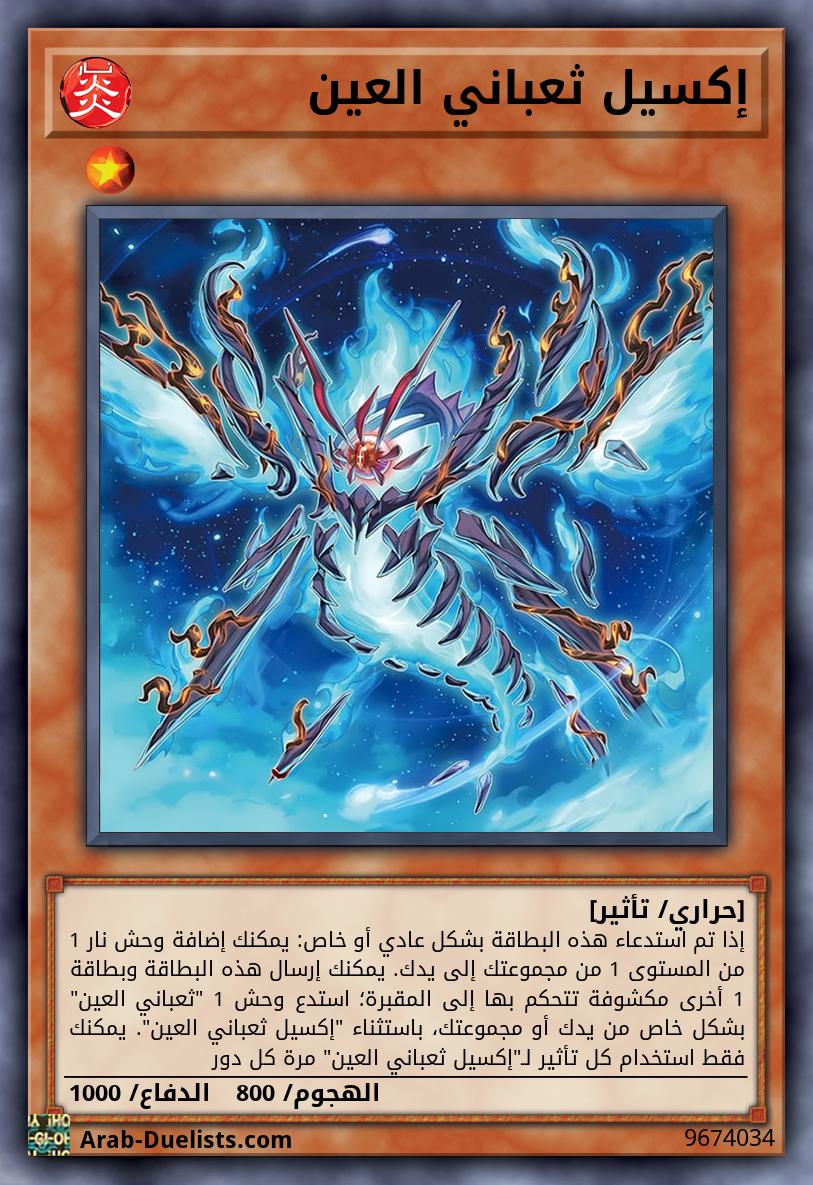 إكسيل ثعباني العين
炎
[حراري/ تأثير]
إذا تم استدعاء هذه البطاقة بشكل عادي أو خاص: يمكنك إضافة وحش نار 1
من المستوى 1 من مجموعتك إلى يدك. يمكنك إرسال هذه البطاقة وبطاقة
1 أخرى مكشوفة تتحكم بها إلى المقبرة؛ استدع وحش 1 "ثعباني العين"
بشكل خاص من يدك أو مجموعتك، باستثناء "إكسيل ثعباني العين". يمكنك
فقط استخدام كل تأثير لـ"إكسيل ثعباني العين" مرة كل دور
الهجوم/ 800 الدفاع/ 1000
Arab-Duelists.com
9674034